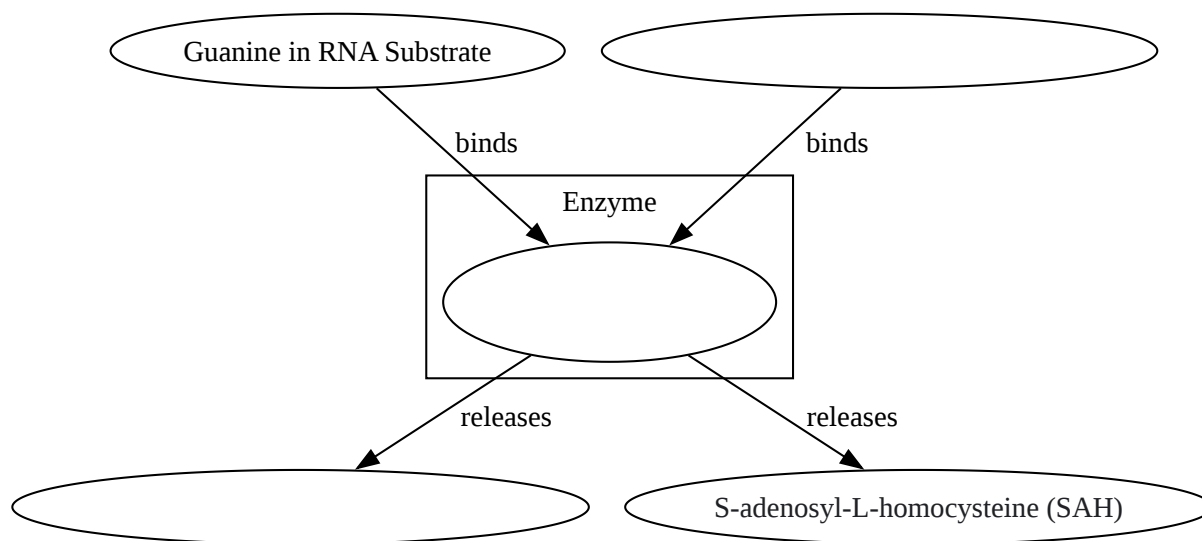 Guanine in RNA Substrate
binds
binds
Enzyme
releases
releases
S-adenosyl-L-homocysteine (SAH)